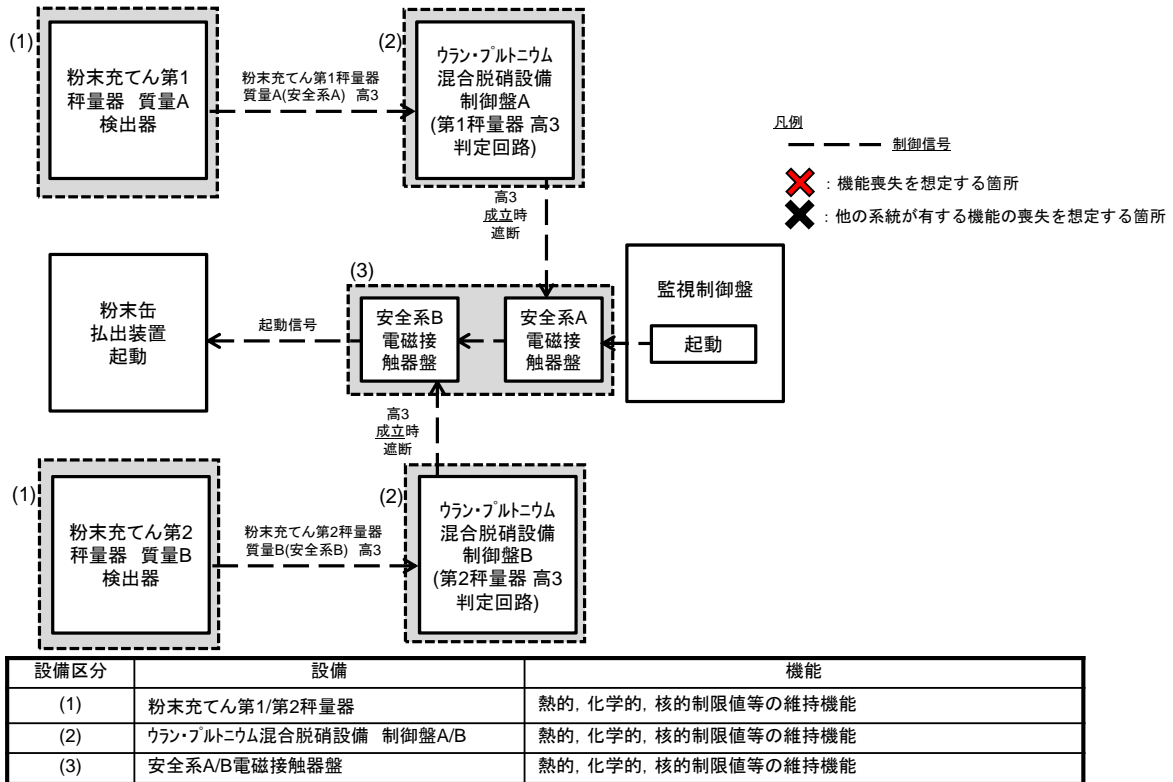 (1)
粉末充てん第1
秤量器 質量A
検出器
粉末充てん第1秤量器
質量A(安全系A) 高3
(2)
ウラン・プルトニウム
混合脱硝設備
制御盤A
(第1秤量器 高3
判定回路)
凡例
制御信号
：機能喪失を想定する箇所
：他の系統が有する機能の喪失を想定する箇所
高3
成立時
遮断
粉末缶
払出装置
起動
起動信号
(3)
安全系B
電磁接
触器盤
安全系A
電磁接
触器盤
監視制御盤
起動
高3
成立時
遮断
(1)
粉末充てん第2
秤量器 質量B
検出器
粉末充てん第2秤量器
質量B(安全系B) 高3
(2)
ウラン・プルトニウム
混合脱硝設備
制御盤B
(第2秤量器 高3
判定回路)
設備区分 設備 機能
(1) 粉末充てん第1/第2秤量器 熱的，化学的，核的制限値等の維持機能
(2) ウラン・プルトニウム混合脱硝設備 制御盤A/B 熱的，化学的，核的制限値等の維持機能
(3) 安全系A/B電磁接触器盤 熱的，化学的，核的制限値等の維持機能